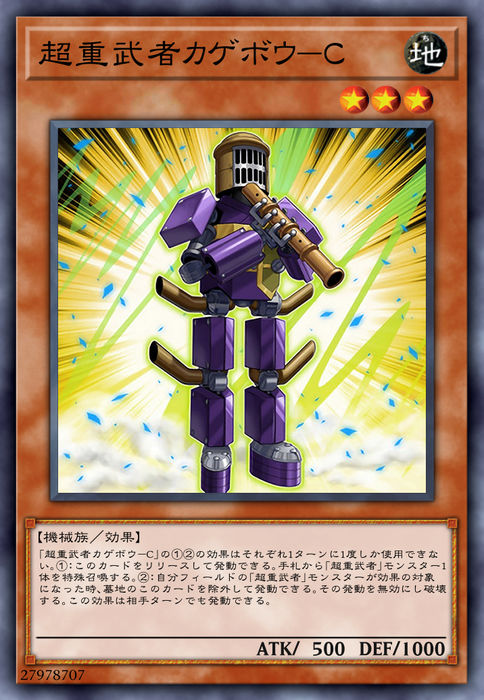 超重武者カゲボウ－C
地
ち
【機械族／効果】
「超重武者カゲボウ－C」の①②の効果はそれぞれ1ターンに1度しか使用できな
い。①：このカードをリリースして発動できる。手札から「超重武者」モンスター1
体を特殊召喚する。②：自分フィールドの「超重武者」モンスターが効果の対象
になった時、墓地のこのカードを除外して発動できる。その発動を無効にし破壊
する。この効果は相手ターンでも発動できる。
ATK/ 500 DEF/1000
27978707